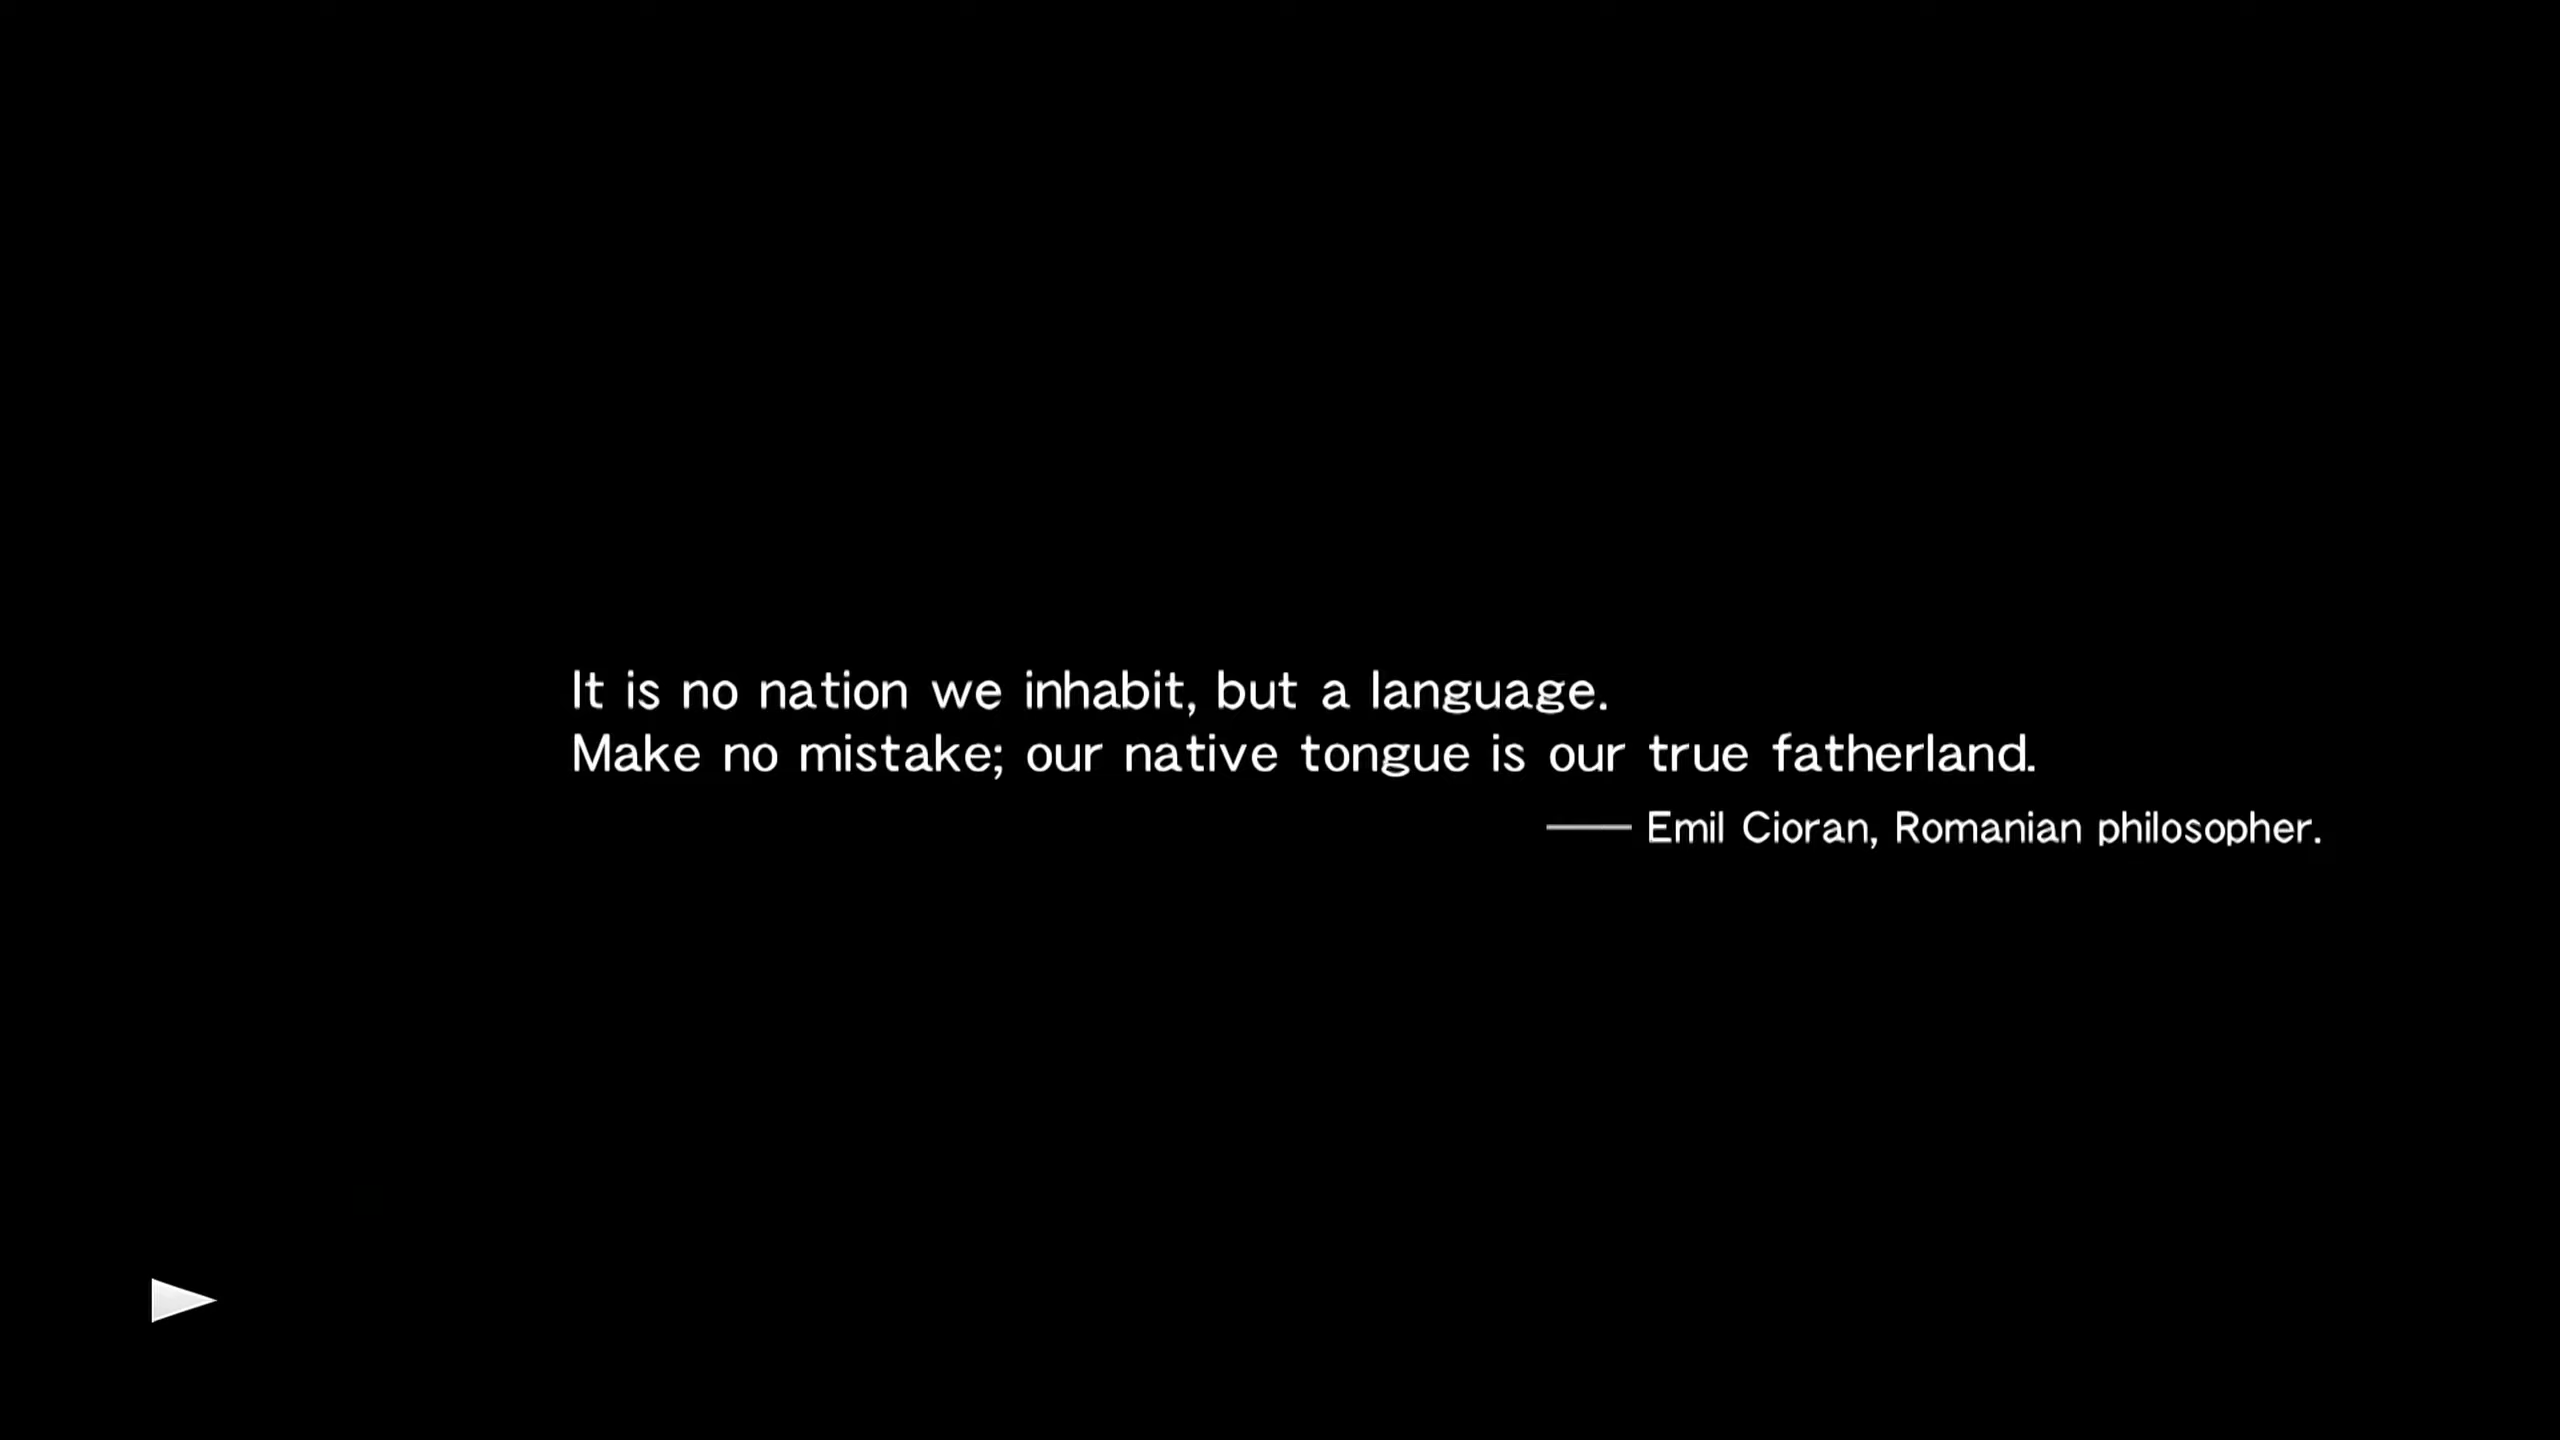 It is no nation we inhabit, but a language.
Make no mistake; our native tongue is our true fatherland.
—— Emil Cioran, Romanian philosopher.